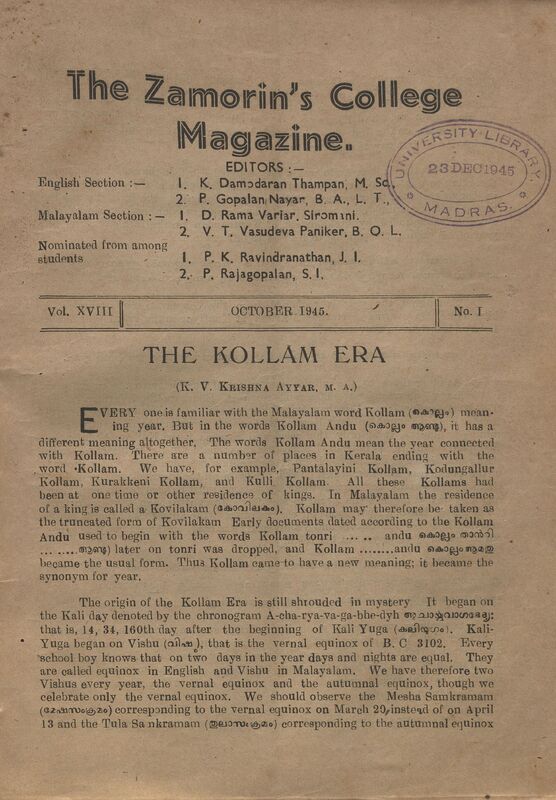 The Zamorin's College
Magazine.
UNIVERSITY LIBRARY
23 DEC 1945
MADRAS.
EDITORS :—
English Section :— 1. K. Damodaran Thampan, M. Sc.,
2. P. Gopalan Nayar, B. A., L. T.,
Malayalam Section : — 1. D. Rama Variar, Siromani.
2. V. T. Vasudeva Paniker, B. O. L.
Nominated from among
students 1. P. K. Ravindranathan, J. I.
2. P. Rajagopalan, S. I.
Vol. XVIII OCTOBER 1945. No. I
THE KOLLAM ERA
(K. V. KRISHNA AYYAR, M. A.)
EVERY one is familiar with the Malayalam word Kollam (കൊല്ലം) mean-
ing year. But in the words Kollam Andu (കൊല്ലം ആണ്ടു), it has a
different meaning altogether. The words Kollam Andu mean the year connected
with Kollam. There are a number of places in Kerala ending with the
word Kollam. We have, for example, Pantalayini Kollam, Kodungallur
Kollam, Kurakkeni Kollam, and Kulli Kollam. All these Kollams had
been at one time or other residence of kings. In Malayalam the residence
of a king is called a Kovilakam (കോവിലകം). Kollam may therefore be taken as
the truncated form of Kovilakam Early documents dated according to the Kollam
Andu used to begin with the words Kollam tonri ... .. andu കൊല്ലം താൻറി
... ......ആണ്ടു) later on tonri was dropped, and Kollam ........andu കൊല്ലം
became the usual form. Thus Kollam came to have a new meaning; it became the
synonym for year.
The origin of the Kollam Era is still shrouded in mystery It began on
the Kali day denoted by the chronogram A-cha-rya-va-ga-bhe-dyh
that is, 14, 34, 160th day after the beginning of Kali Yuga (കലിയുഗം). Kali-
Yuga began on Vishu (വിഷു), that is the vernal equinox of B. C 3102. Every
school boy knows that on two days in the year days and nights are equal. They
are called equinox in English and Vishu in Malayalam. We have therefore two
Vishus every year, the vernal equinox and the autumnal equinox, though we
celebrate only the vernal equinox. We should observe the Mesha Samkramam
(മേഷസംക്രമം) corresponding to the vernal equinox on March 20, instead of on April
13 and the Tula Samkramam (തുലാസംക്രമം) corresponding to the autumnal equinox